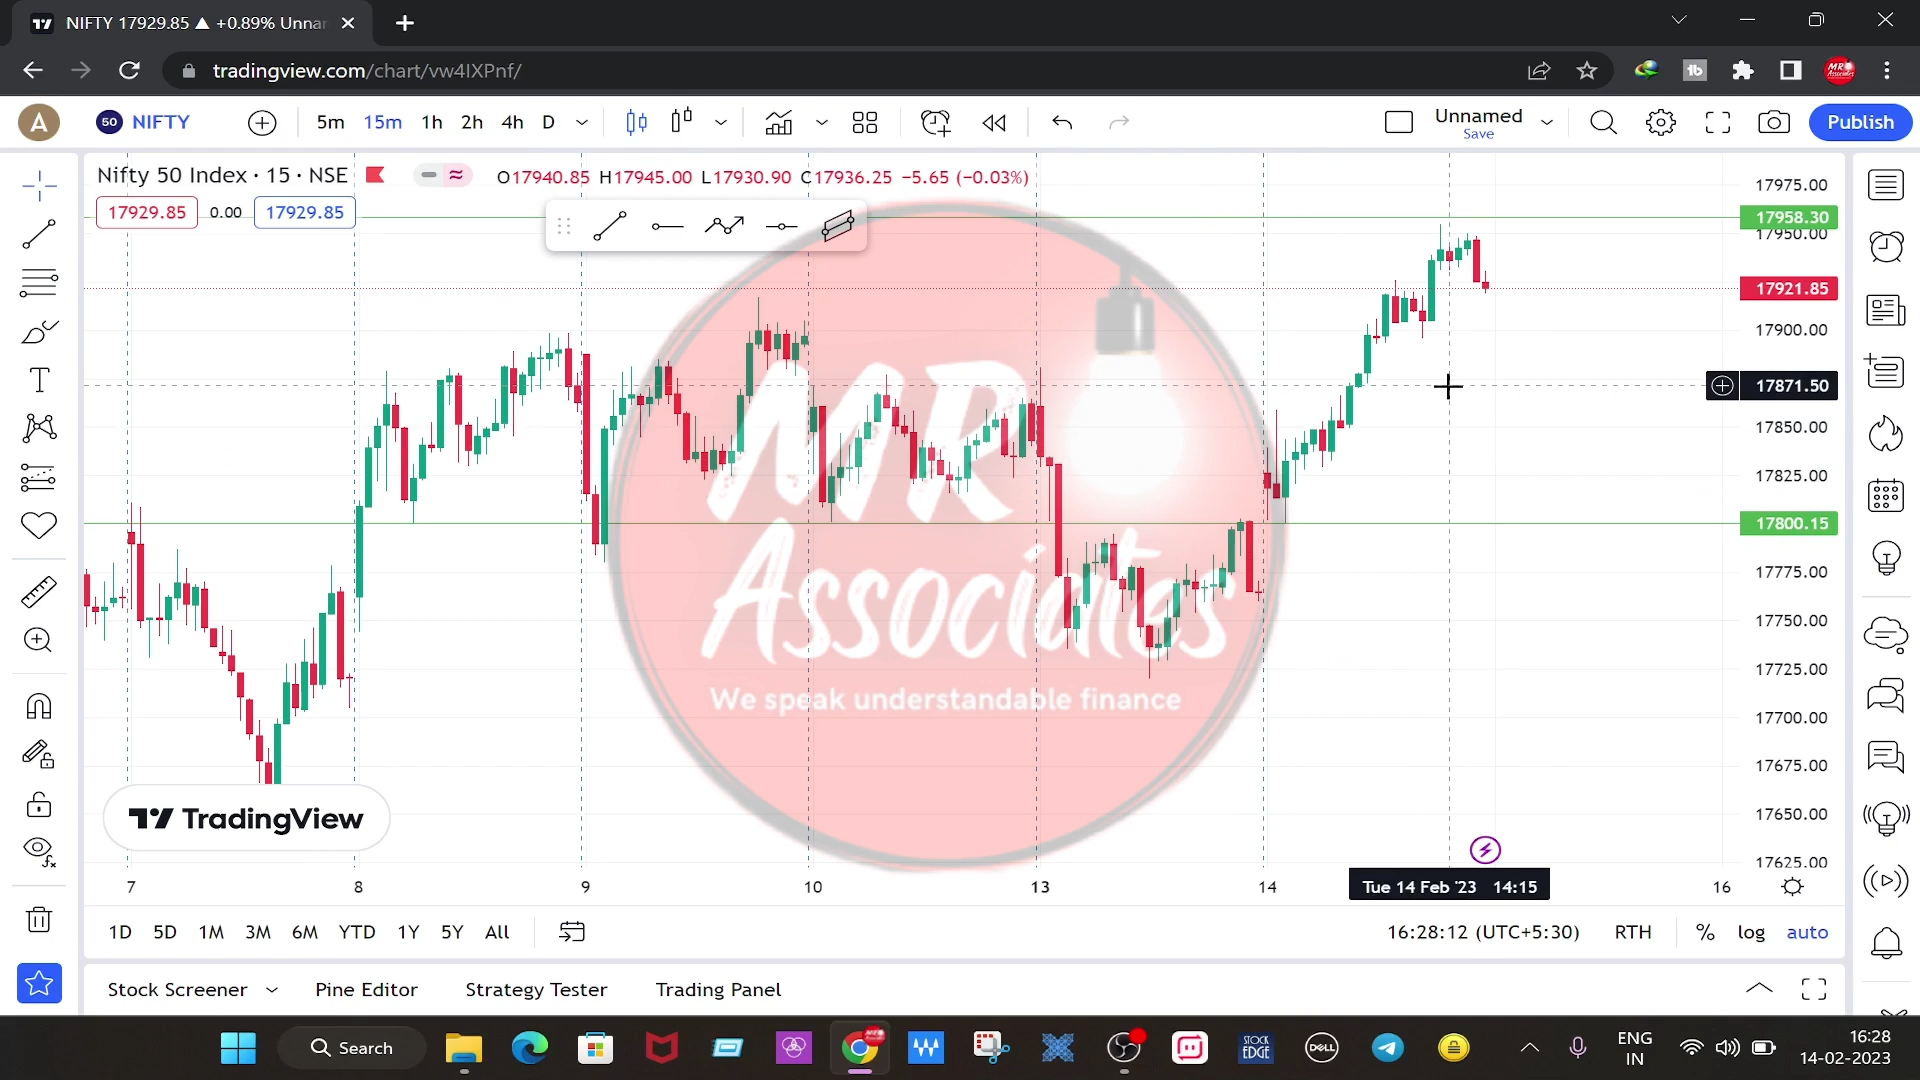 NIFTY 17929.85 ▲ +0.89% Unnar
tradingview.com/chart/vw4lXPnf/
A
50 NIFTY
5m 15m 1h 2h 4h D
Unnamed
Save
Publish
Nifty 50 Index · 15 · NSE
O17940.85 H17945.00 L17930.90 C17936.25 −5.65 (−0.03%)
17929.85 0.00 17929.85
17975.00
17958.30
17950.00
17921.85
17900.00
17871.50
17850.00
17825.00
17800.15
17775.00
17750.00
17725.00
17700.00
17675.00
17650.00
17625.00
MR
Associates
We speak understandable finance
TradingView
7 8 9 10 13 14 Tue 14 Feb '23 14:15 16
1D 5D 1M 3M 6M YTD 1Y 5Y All
16:28:12 (UTC+5:30) RTH % log auto
Stock Screener Pine Editor Strategy Tester Trading Panel
Search
STOCK
EDGE
DELL
ENG
IN
16:28
14-02-2023